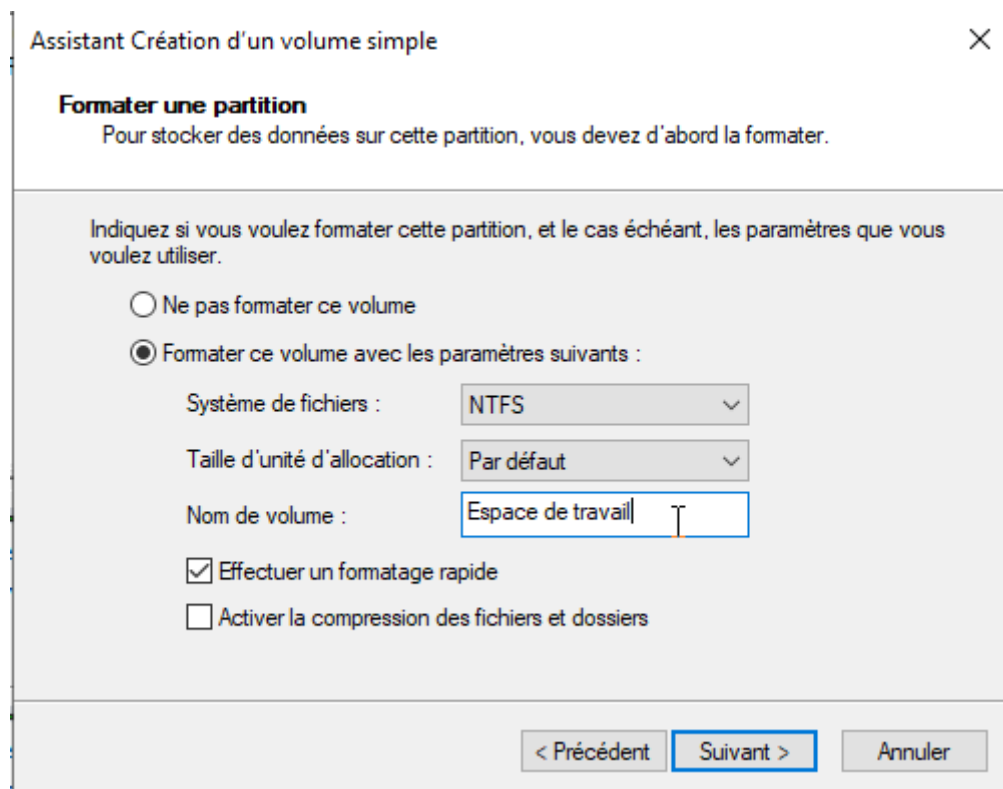 Assistant Création d'un volume simple
Formater une partition
Pour stocker des données sur cette partition, vous devez d'abord la formater.
Indiquez si vous voulez formater cette partition, et le cas échéant, les paramètres que vous
voulez utiliser.
Ne pas formater ce volume
Formater ce volume avec les paramètres suivants :
Système de fichiers : NTFS
Taille d'unité d'allocation : Par défaut
Nom de volume : Espace de travail
Effectuer un formatage rapide
Activer la compression des fichiers et dossiers
< Précédent Suivant > Annuler